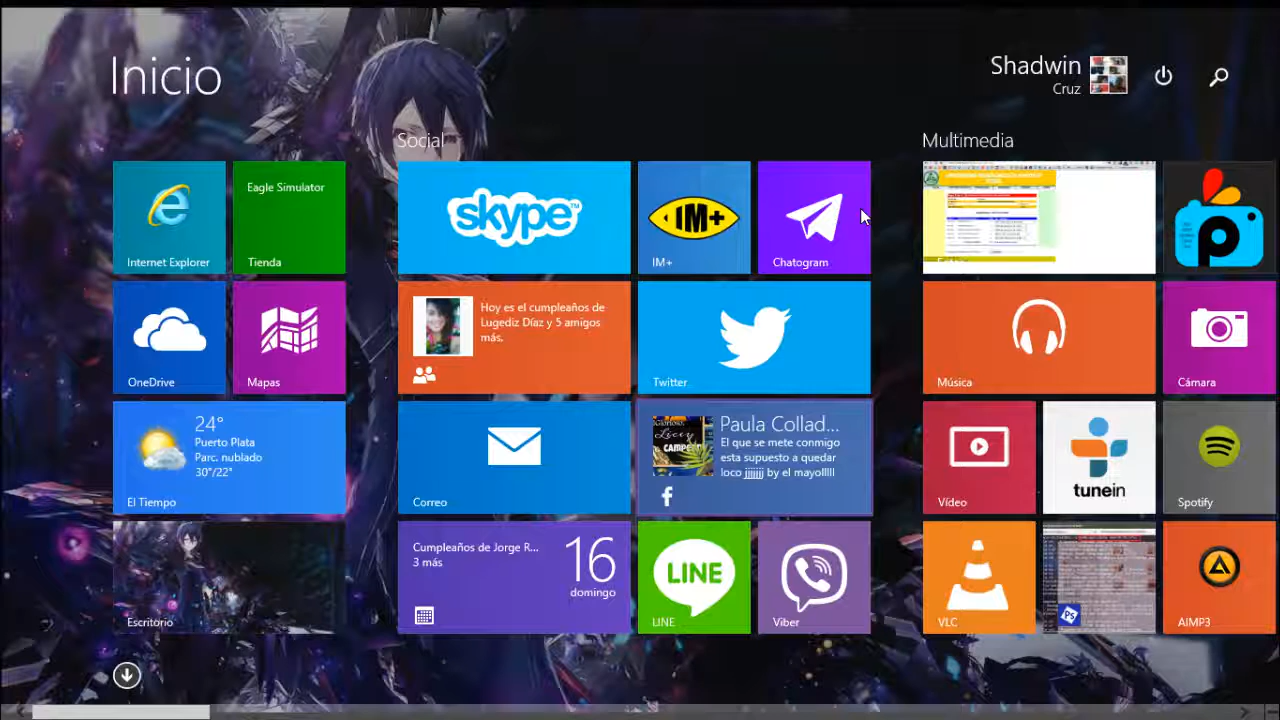 Inicio
Shadwin
Cruz
Social
Multimedia
Internet Explorer
Eagle Simulator
Tienda
skype™
IM+
IM+
Chatogram
OneDrive
Mapas
Hoy es el cumpleaños de
Lugediz Díaz y 5 amigos
más.
Twitter
Música
Cámara
24°
Puerto Plata
Parc. nublado
30°/22°
El Tiempo
Correo
Paula Collad...
El que se mete conmigo
esta supuesto a quedar
loco jjjjjjj by el mayolllll
Vídeo
tunein
Spotify
Escritorio
Cumpleaños de Jorge R...
3 más
16
domingo
LINE
LINE
Viber
VLC
AIMP3